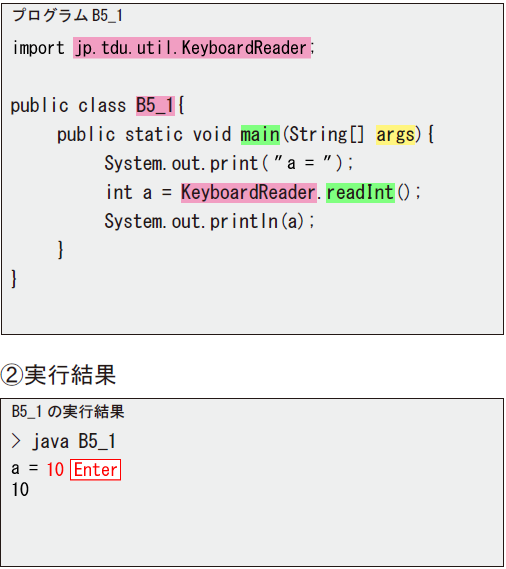 プログラム B5_1
import jp.tdu.util.KeyboardReader;
public class B5_1{
public static void main(String[] args){
System.out.print("a = ");
int a = KeyboardReader.readInt();
System.out.println(a);
}
}
②実行結果
B5_1 の実行結果
> java B5_1
a = 10 Enter
10